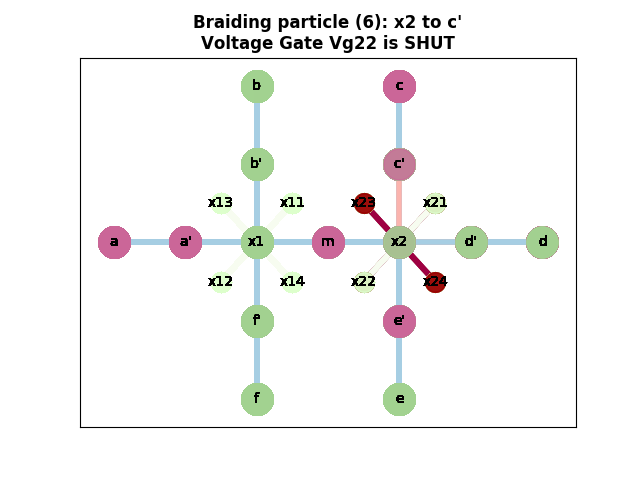 Braiding particle (6): x2 to c'
Voltage Gate Vg22 is SHUT
b c
b' c'
x13 x11 x23 x21
a a' x1 m x2 d' d
x12 x14 x22 x24
f' e'
f e